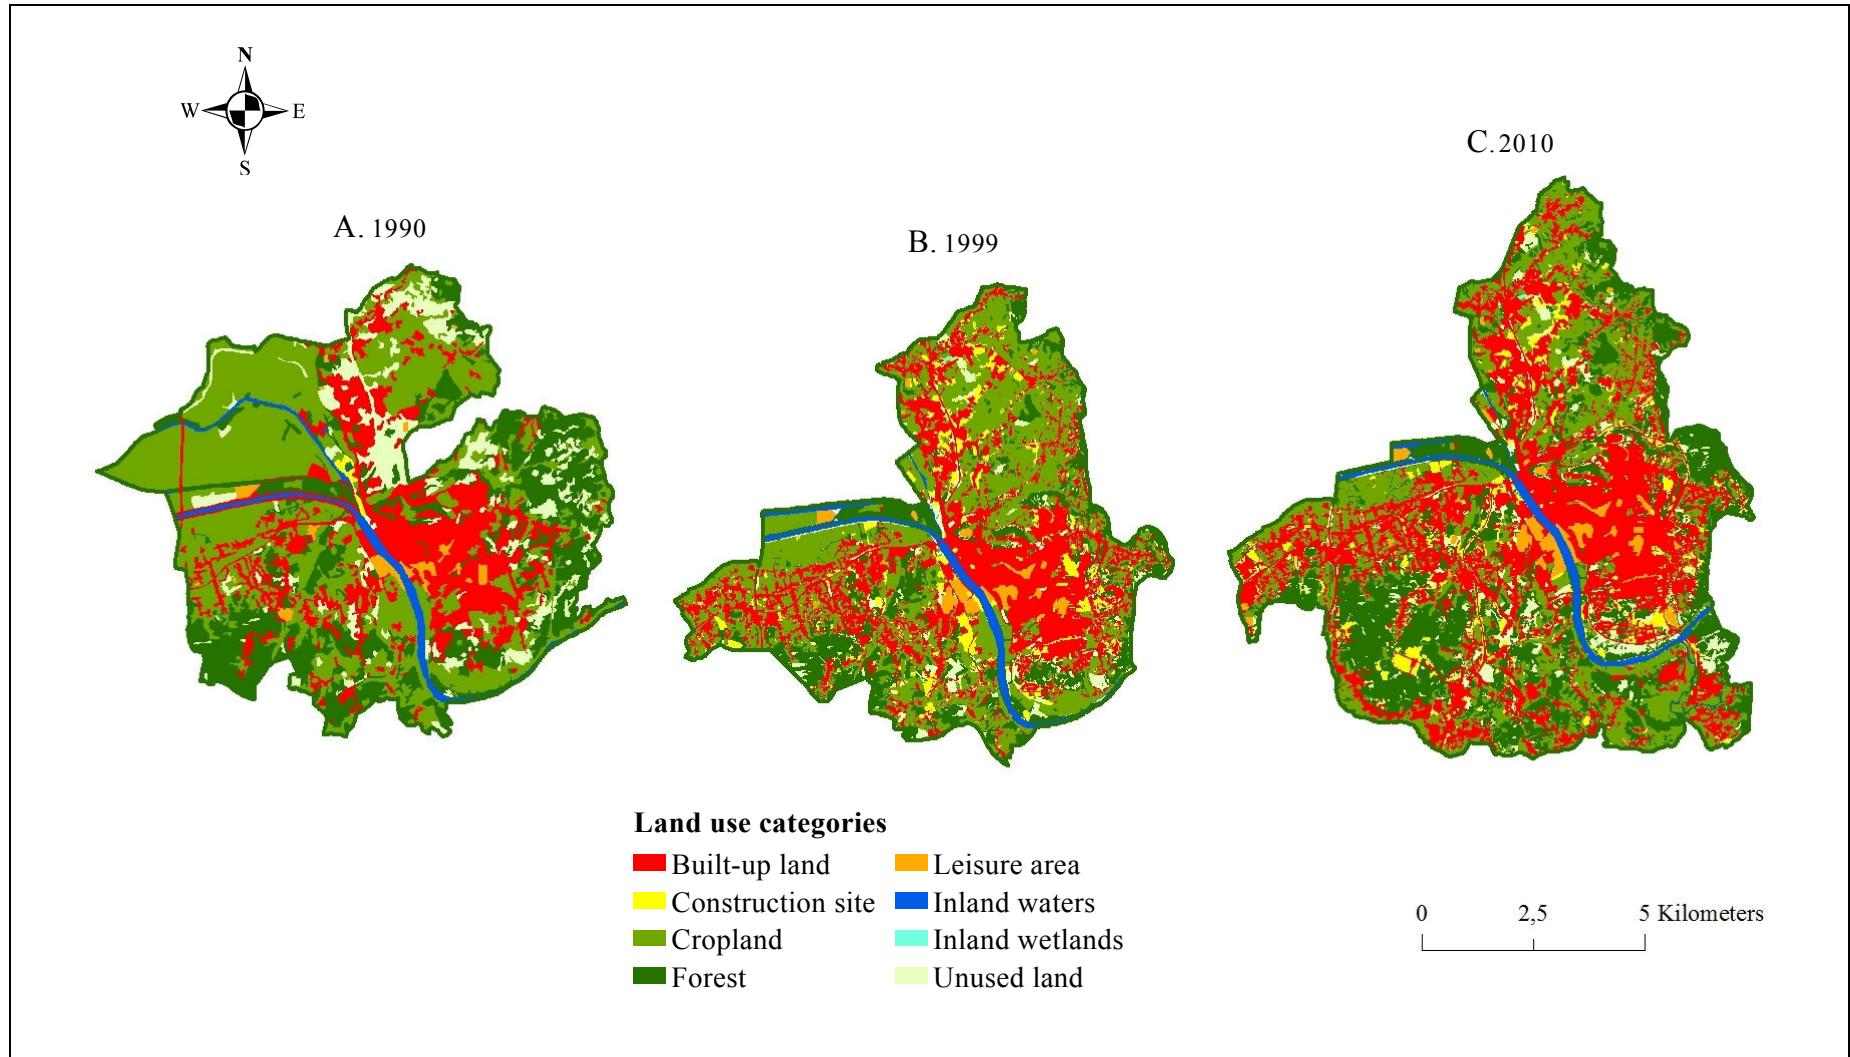 N
W E
S
A. 1990
B. 1999
C. 2010
Land use categories
Built-up land
Construction site
Cropland
Forest
Leisure area
Inland waters
Inland wetlands
Unused land
0 2,5 5 Kilometers